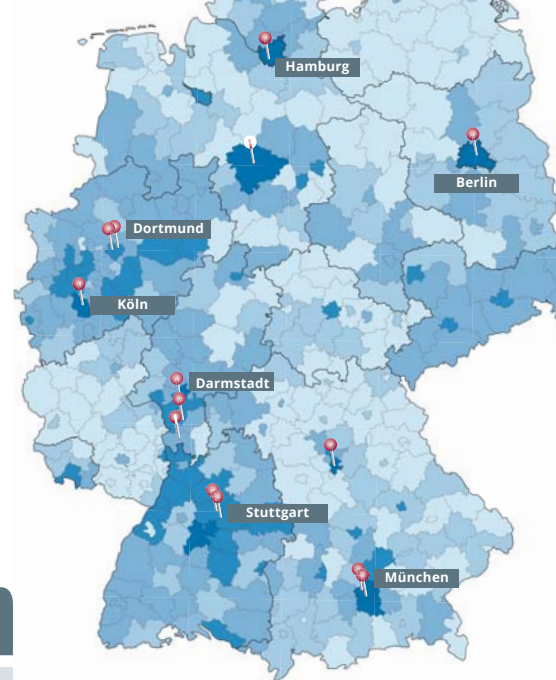 Hamburg
Berlin
Dortmund
Köln
Darmstadt
Stuttgart
München